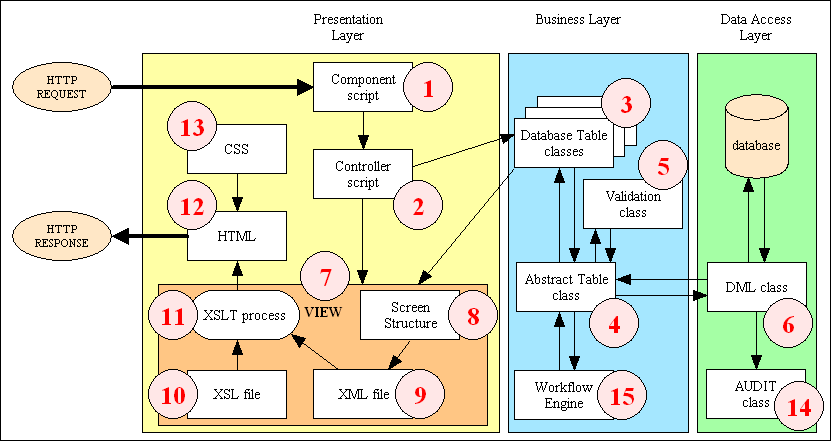 Presentation
Layer
Business Layer
Data Access
Layer
HTTP
REQUEST
Component
script
1
13
CSS
Controller
script
2
Database Table
classes
3
database
5
Validation
class
12
HTML
HTTP
RESPONSE
7
VIEW
11
XSLT process
Screen
Structure
8
Abstract Table
class
4
DML class
6
10
XSL file
XML file
9
Workflow
Engine
15
AUDIT
class
14